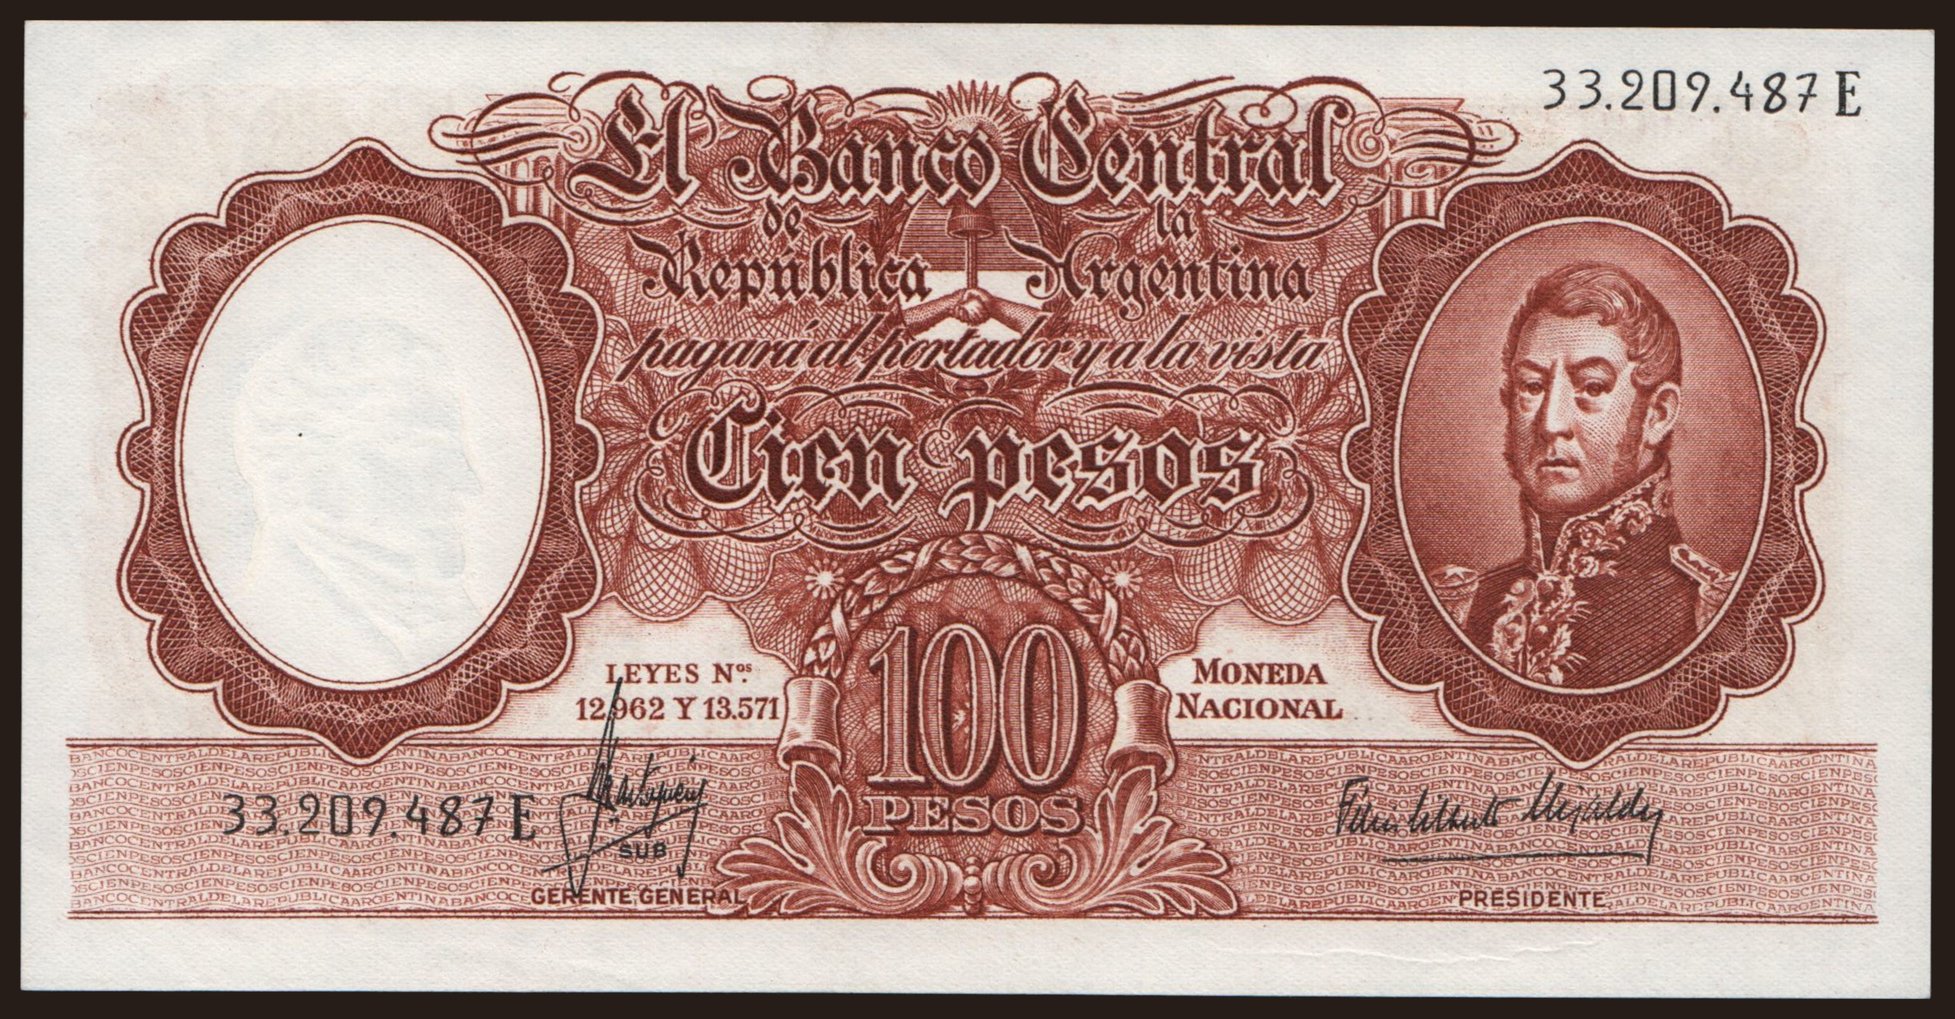 33.209.487 E
El Banco Central
de la
República Argentina
pagará al portador y a la vista
Cien pesos
LEYES Nos.
12.962 Y 13.571
MONEDA
NACIONAL
100
PESOS
33.209.487 E
SUB
GERENTE GENERAL
PRESIDENTE